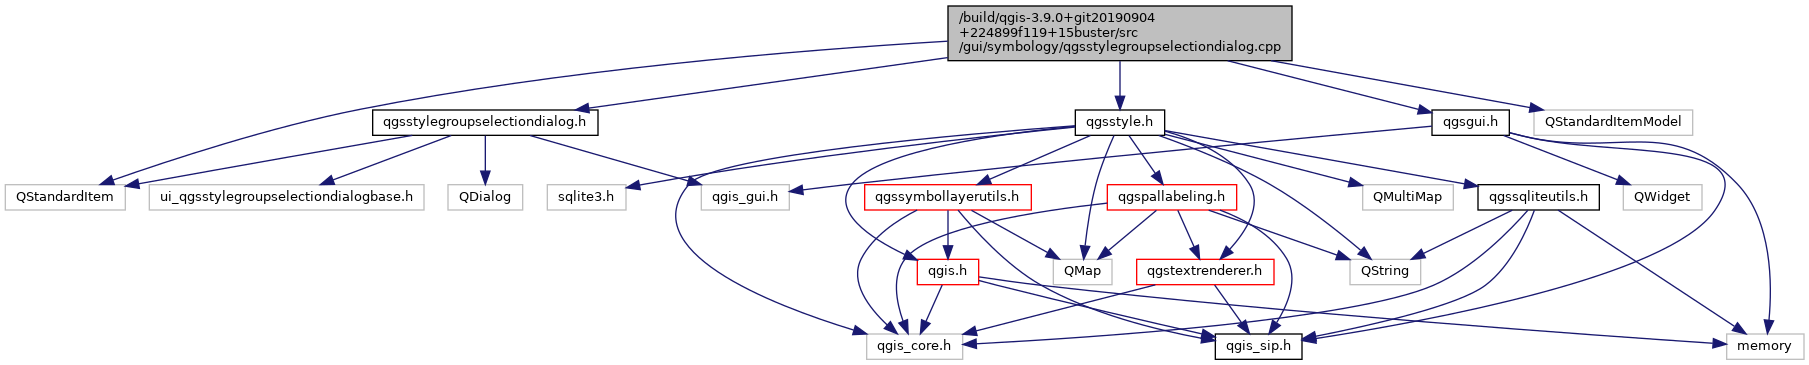 /build/qgis-3.9.0+git20190904
+224899f119+15buster/src
/gui/symbology/qgsstylegroupselectiondialog.cpp
qgsstylegroupselectiondialog.h
qgsstyle.h
qgsgui.h
QStandardItemModel
QStandardItem
ui_qgsstylegroupselectiondialogbase.h
QDialog
sqlite3.h
qgis_gui.h
qgssymbollayerutils.h
qgspallabeling.h
QMultiMap
qgssqliteutils.h
QWidget
qgis.h
QMap
qgstextrenderer.h
QString
qgis_core.h
qgis_sip.h
memory